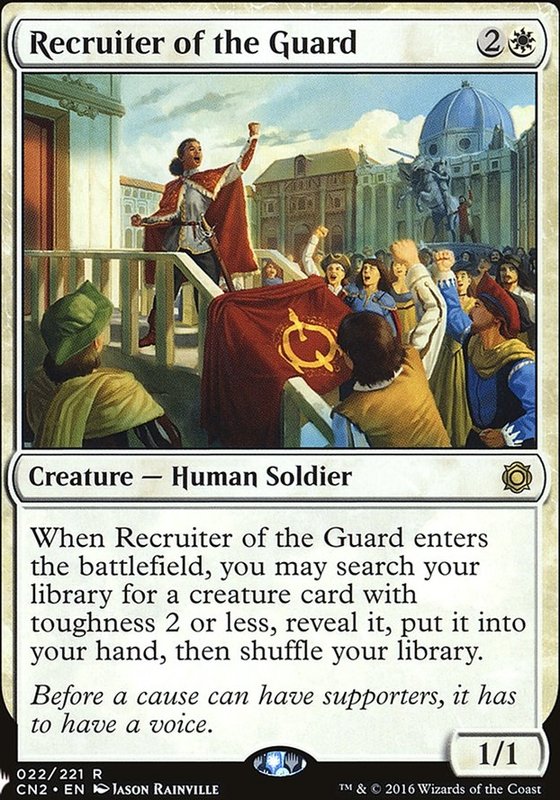 Recruiter of the Guard 2
Creature — Human Soldier
When Recruiter of the Guard enters
the battlefield, you may search your
library for a creature card with
toughness 2 or less, reveal it, put it into
your hand, then shuffle your library.
Before a cause can have supporters, it has
to have a voice.
1/1
022/221 R
CN2 • EN Jason Rainville
™ & © 2016 Wizards of the Coast